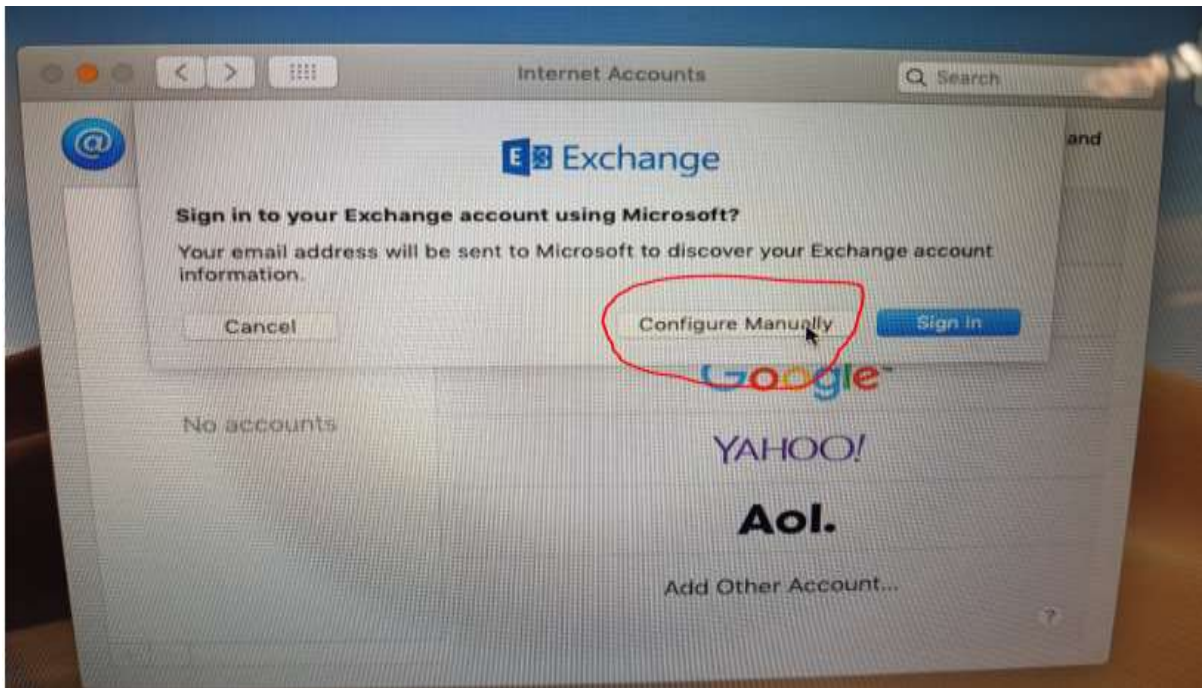 Internet Accounts
Search
and
E Exchange
Sign in to your Exchange account using Microsoft?
Your email address will be sent to Microsoft to discover your Exchange account
information.
Cancel
Configure Manually
Sign In
Google
No accounts
YAHOO!
Aol.
Add Other Account...
?